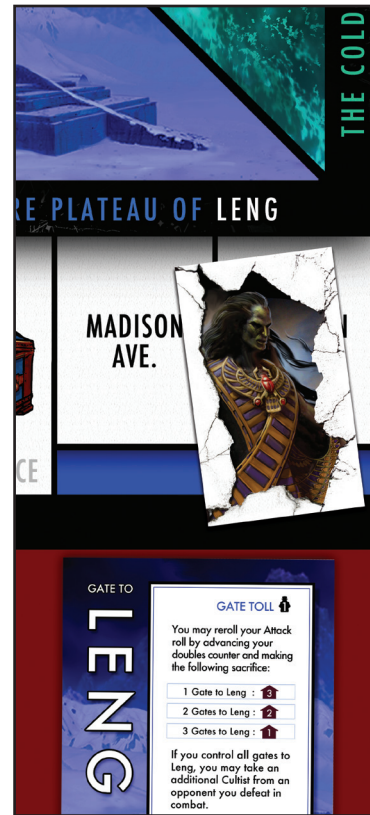 THE COLD
RE PLATEAU OF LENG
MADISON
AVE.
N
CE
GATE TO
LENG
GATE TOLL
You may reroll your Attack
roll by advancing your
doubles counter and making
the following sacrifice:
1 Gate to Leng : 3
2 Gates to Leng : 2
3 Gates to Leng : 1
If you control all gates to
Leng, you may take an
additional Cultist from an
opponent you defeat in
combat.